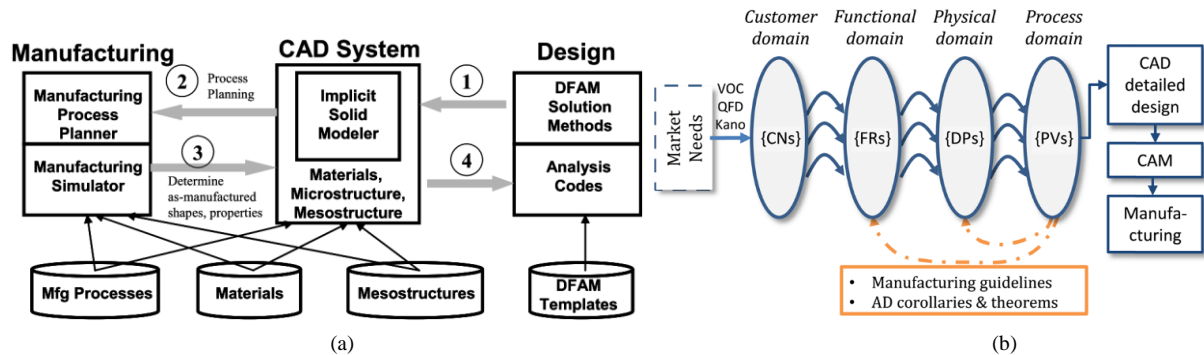 Manufacturing
Manufacturing
Process
Planner
Manufacturing
Simulator
2
Process
Planning
3
Determine
as-manufactured
shapes, properties
CAD System
Implicit
Solid
Modeler
Materials,
Microstructure,
Mesostructure
1
4
Design
DFAM
Solution
Methods
Analysis
Codes
Mfg Processes
Materials
Mesostructures
DFAM
Templates
(a)
b)
Customer
domain
Functional
domain
Physical
domain
Process
domain
Market
Needs
VOC
QFD
Kano
{CNs}
{FRs}
{DPs}
{PVs}
CAD
detailed
design
CAM
Manufa-
cturing
• Manufacturing guidelines
• AD corollaries & theorems
(b)